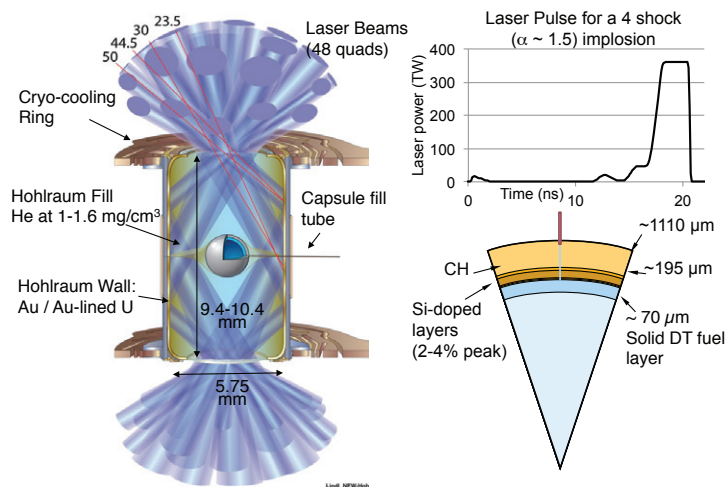 23.5
30
44.5
50
Laser Beams
(48 quads)
Cryo-cooling
Ring
Hohlraum Fill
He at 1-1.6 mg/cm³
Capsule fill
tube
Hohlraum Wall:
Au / Au-lined U
9.4-10.4
mm
5.75
mm
Laser Pulse for a 4 shock
(α ~ 1.5) implosion
Laser power (TW)
400
300
200
100
0
Time (ns)
0
10
20
~1110 µm
CH
~195 µm
Si-doped
layers
(2-4% peak)
~ 70 µm
Solid DT fuel
layer